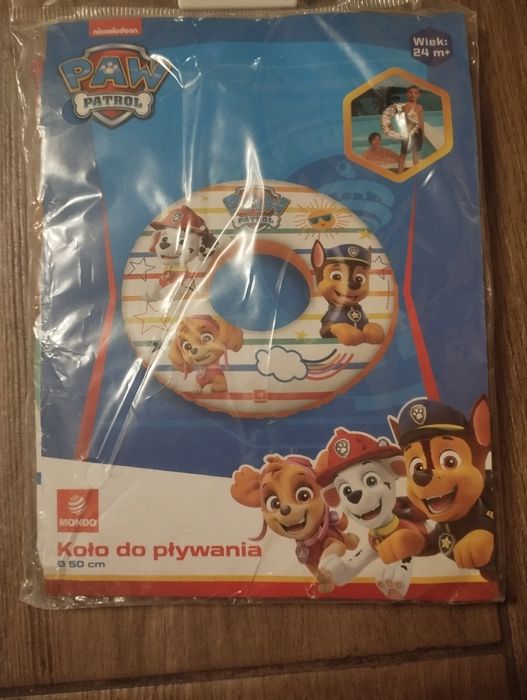 nickelodeon
PAW
PATROL
Wiek:
24 m+
PAW
PATROL
MONDO
Koło do pływania
Ø 50 cm